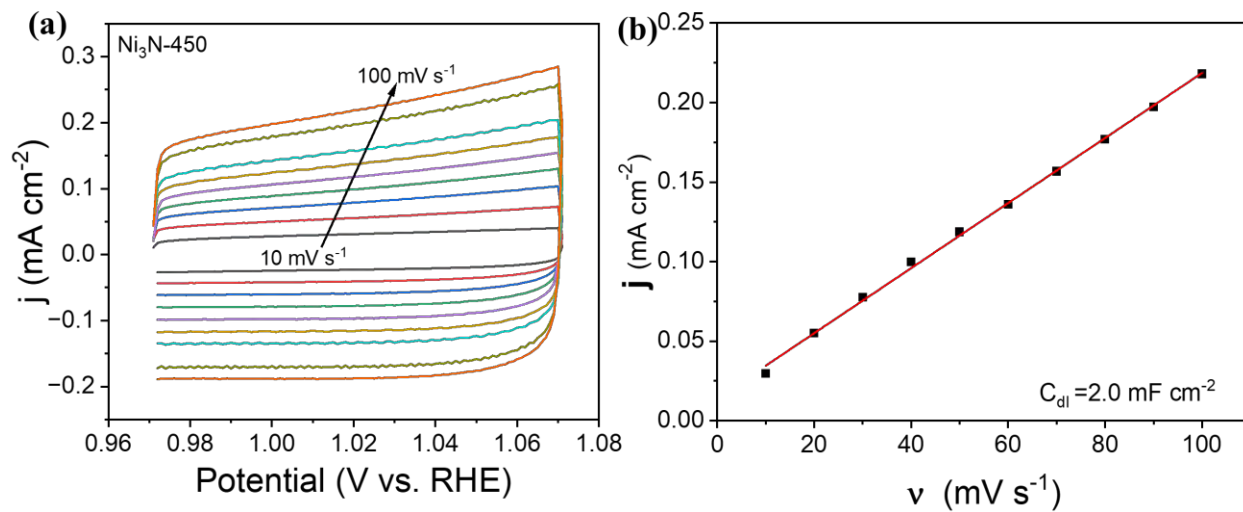 (a)
Ni₃N-450
100 mV s⁻¹
10 mV s⁻¹
0.3
0.2
0.1
0.0
−0.1
−0.2
j (mA cm⁻²)
0.96 0.98 1.00 1.02 1.04 1.06 1.08
Potential (V vs. RHE)
(b)
0.25
0.20
0.15
0.10
0.05
0.00
j (mA cm⁻²)
C_dl =2.0 mF cm⁻²
0 20 40 60 80 100
ν (mV s⁻¹)